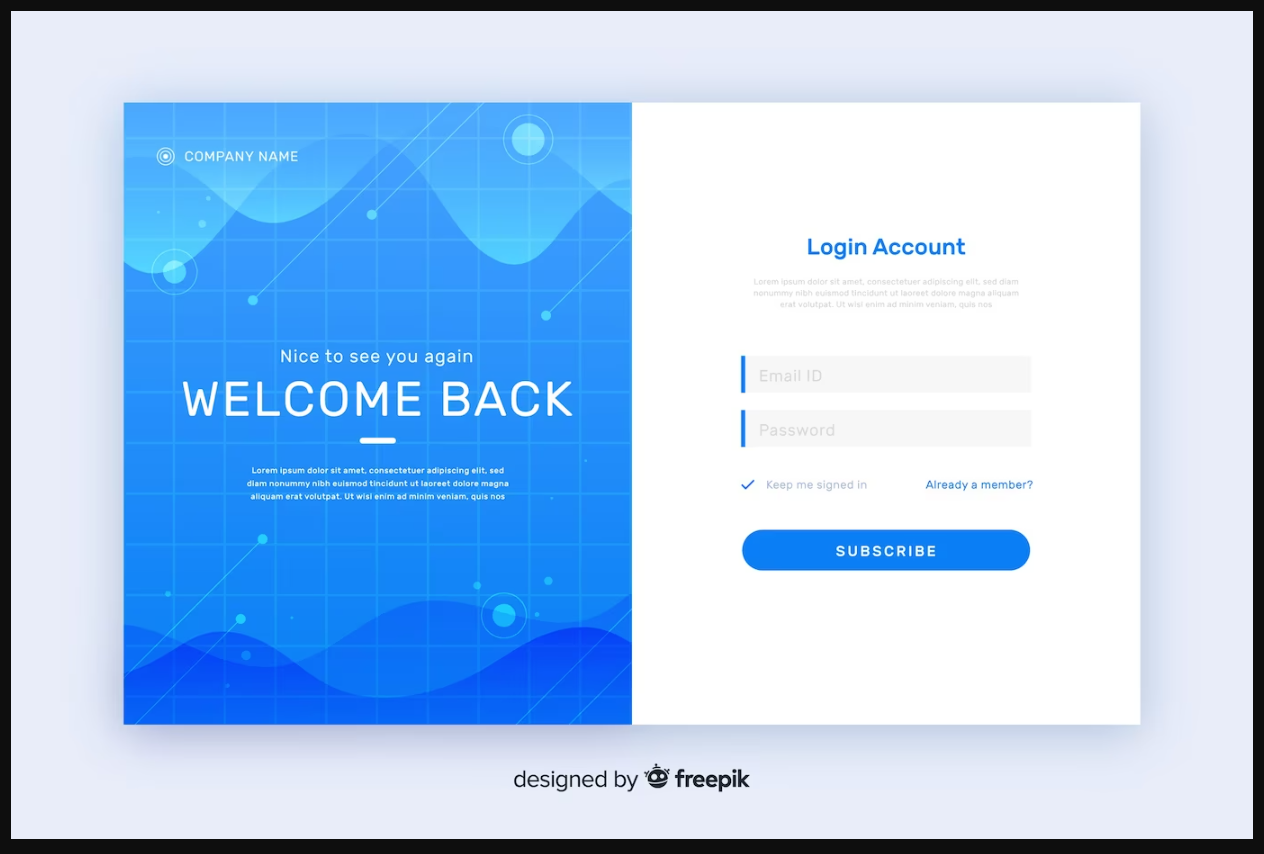 COMPANY NAME
Nice to see you again
WELCOME BACK
Lorem ipsum dolor sit amet, consectetuer adipiscing elit, sed
diam nonummy nibh euismod tincidunt ut laoreet dolore magna
aliquam erat volutpat. Ut wisi enim ad minim veniam, quis nos
Login Account
Lorem ipsum dolor sit amet, consectetuer adipiscing elit, sed diam
nonummy nibh euismod tincidunt ut laoreet dolore magna aliquam
erat volutpat. Ut wisi enim ad minim veniam, quis nos
Email ID
Password
Keep me signed in
Already a member?
SUBSCRIBE
designed by freepik